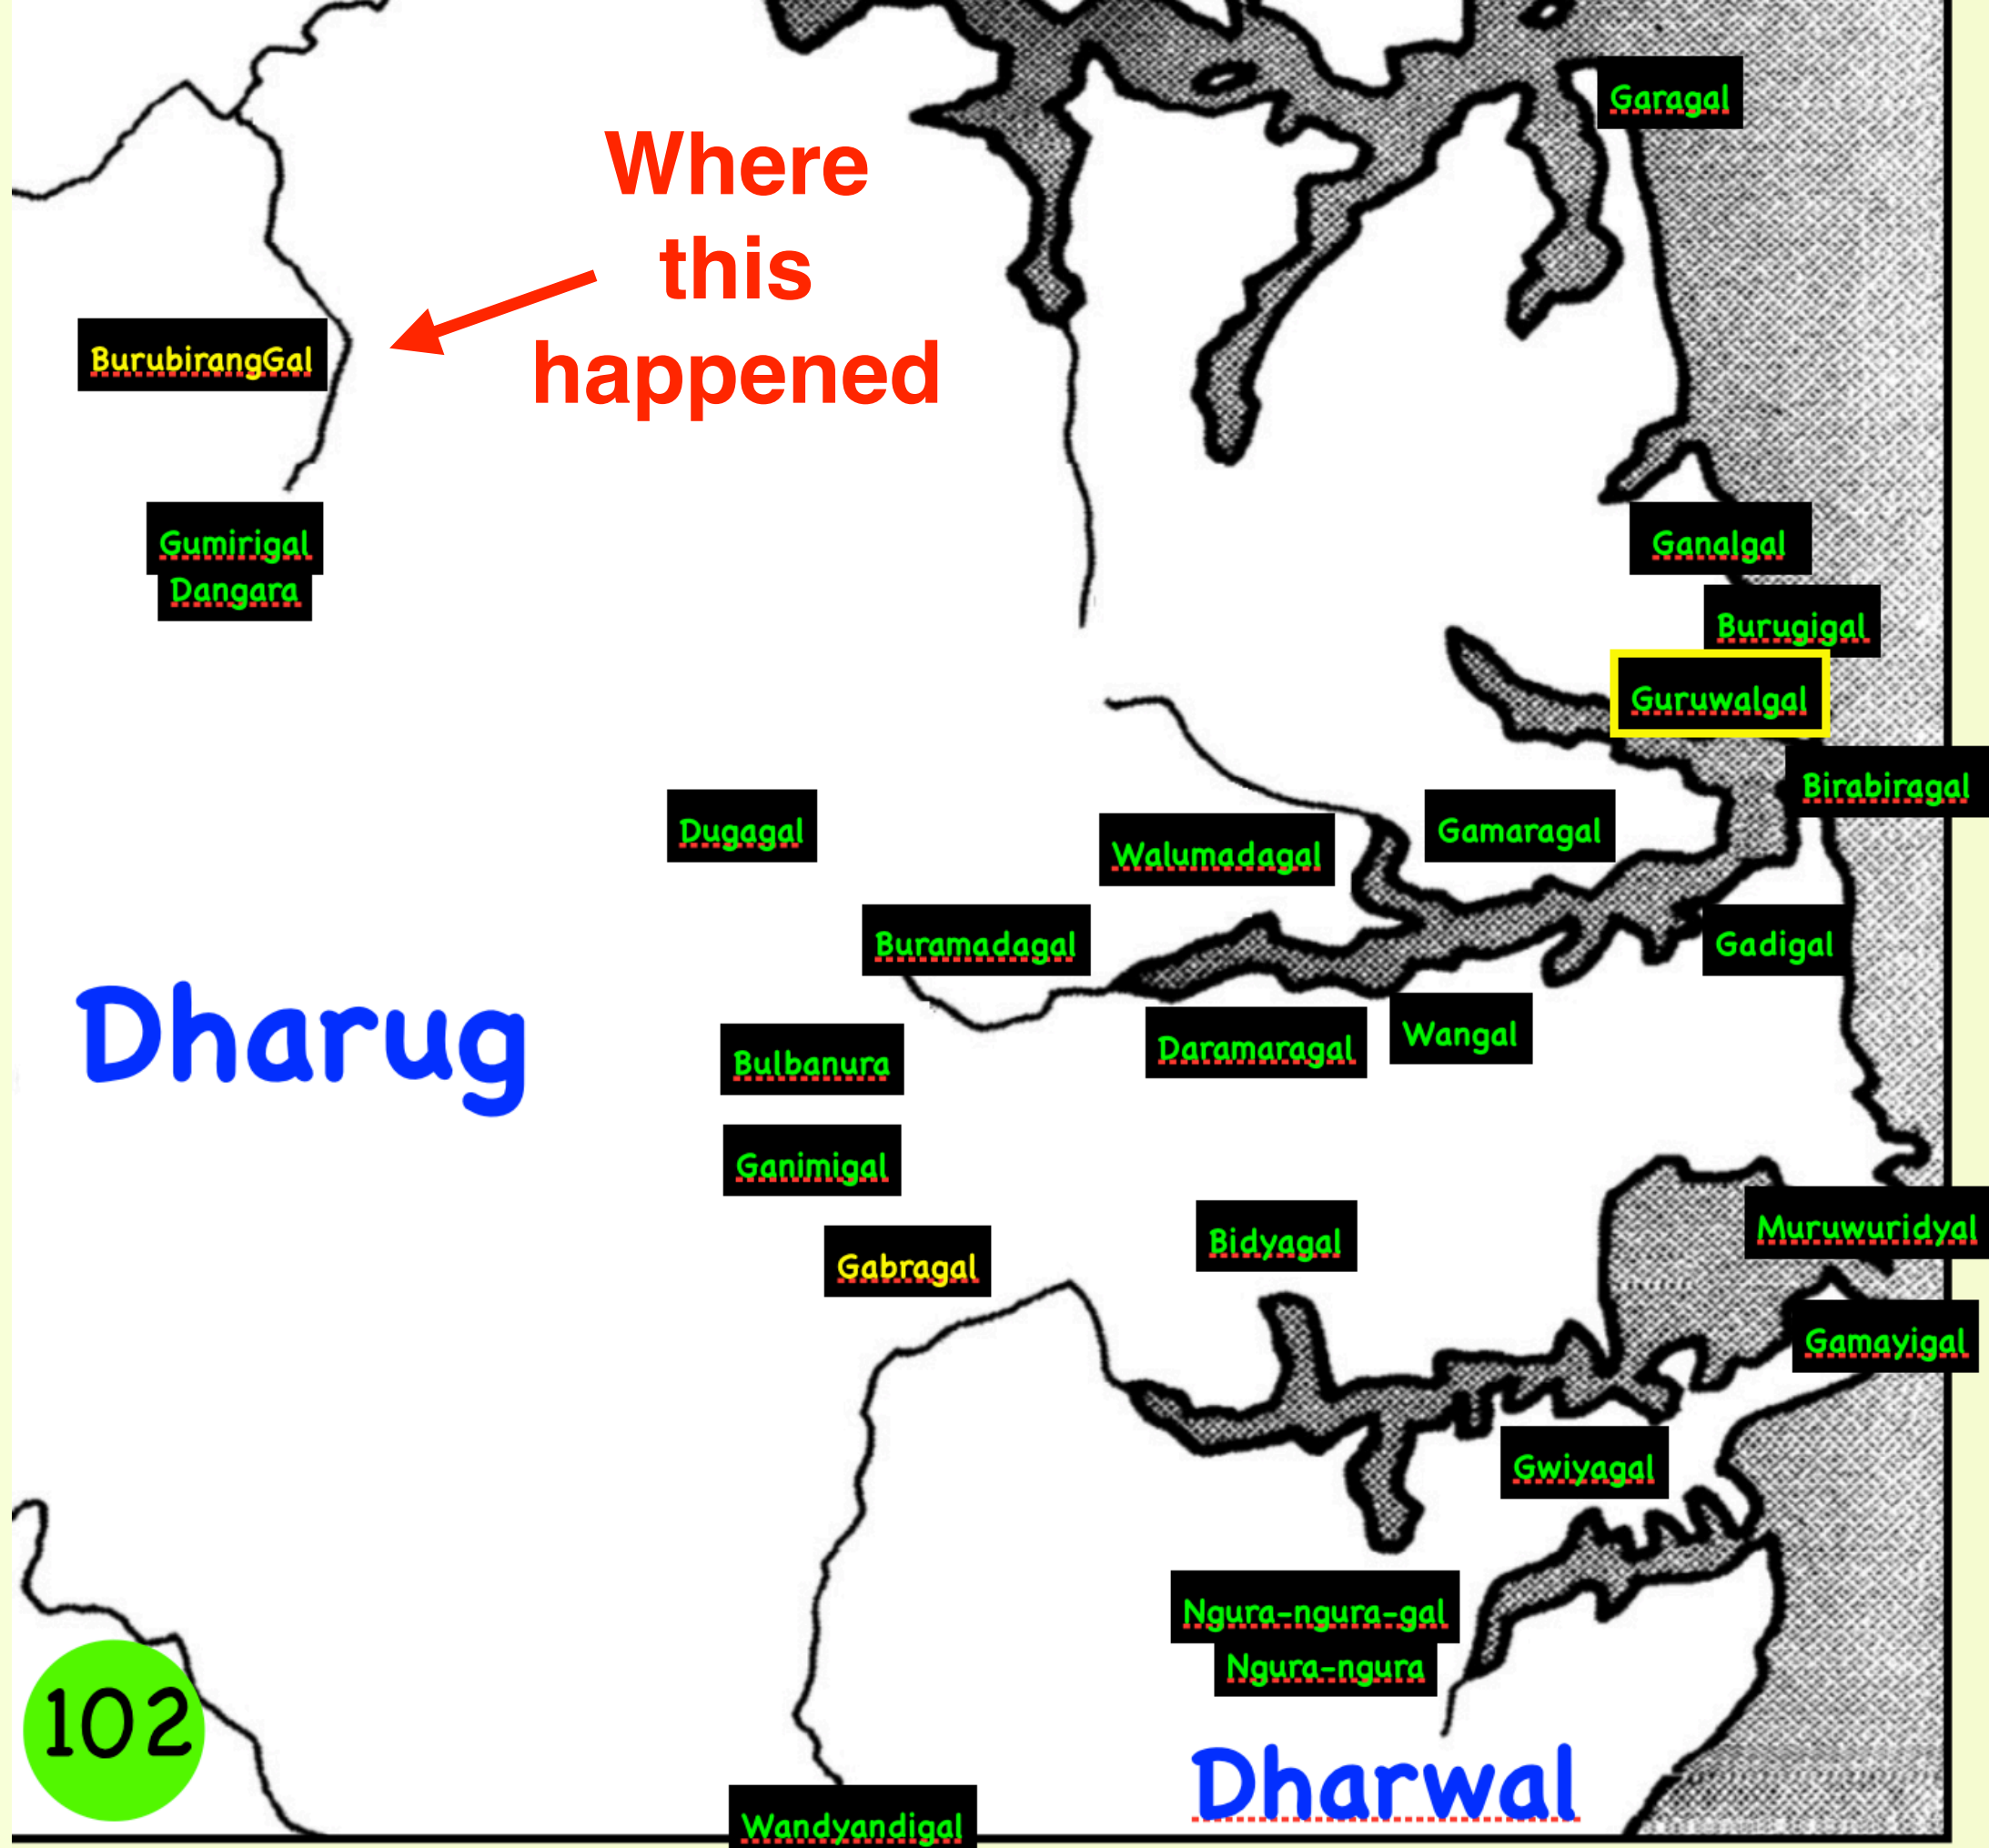 Garagal
Where
this
happened
BurubirangGal
Gumirigal
Dangara
Ganalgal
Burugigal
Guruwalgal
Birabiragal
Dugagal
Gamaragal
Walumadagal
Buramadagal
Gadigal
Dharug
Wangal
Daramaragal
Bulbanura
Ganimigal
Muruwuridyal
Bidyagal
Gabragal
Gamayigal
Gwiyagal
Ngura-ngura-gal
Ngura-ngura
102
Dharwal
Wandyandigal